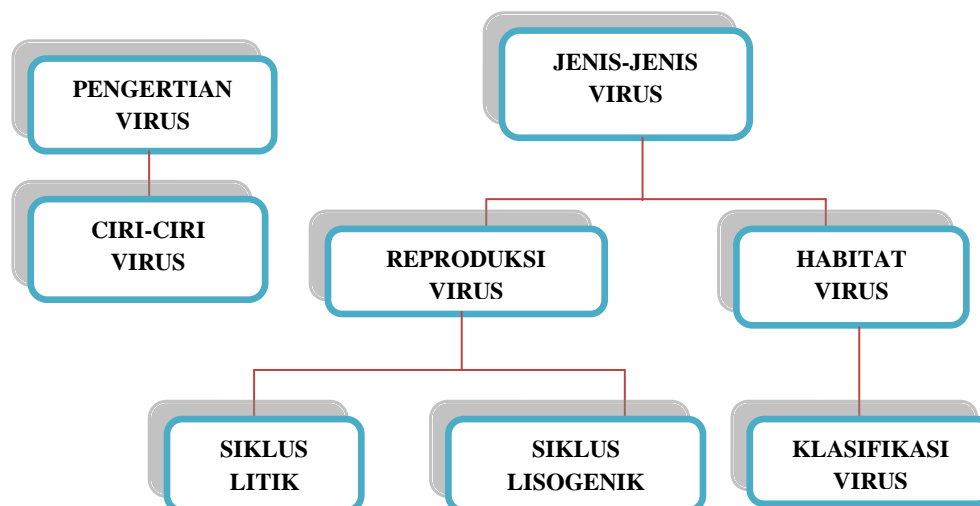 PENGERTIAN
VIRUS
JENIS-JENIS
VIRUS
CIRI-CIRI
VIRUS
REPRODUKSI
VIRUS
HABITAT
VIRUS
SIKLUS
LITIK
SIKLUS
LISOGENIK
KLASIFIKASI
VIRUS